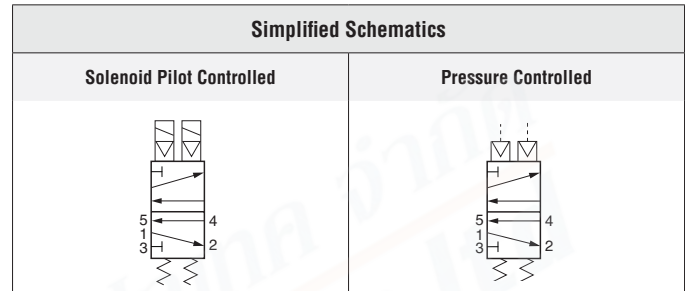 Simplified Schematics
Solenoid Pilot Controlled
Pressure Controlled
5 4
1
3 2
5 4
1
3 2